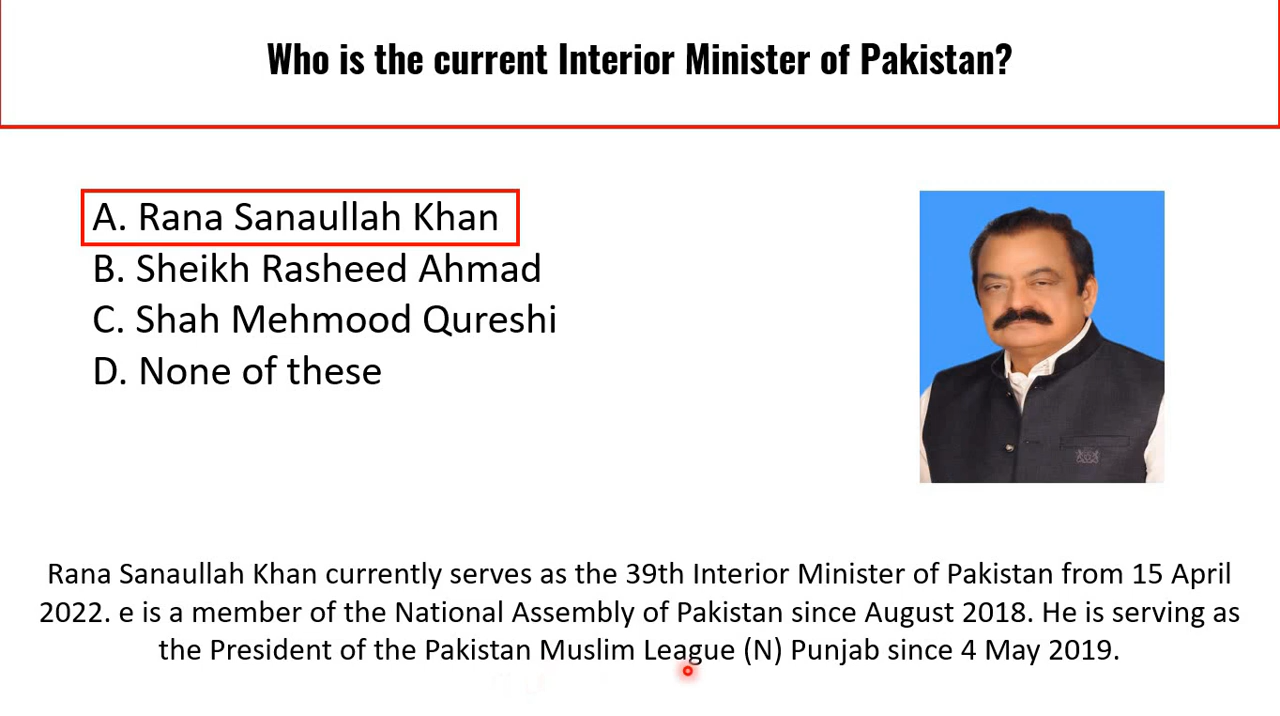 Who is the current Interior Minister of Pakistan?
A. Rana Sanaullah Khan
B. Sheikh Rasheed Ahmad
C. Shah Mehmood Qureshi
D. None of these
Rana Sanaullah Khan currently serves as the 39th Interior Minister of Pakistan from 15 April
2022. e is a member of the National Assembly of Pakistan since August 2018. He is serving as
the President of the Pakistan Muslim League (N) Punjab since 4 May 2019.